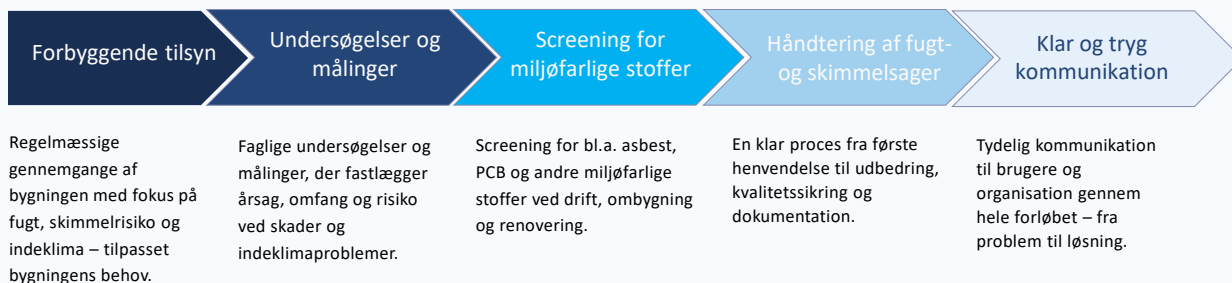 Forbyggende tilsyn
Undersøgelser og
målinger
Screening for
miljøfarlige stoffer
Håndtering af fugt-
og skimmelsager
Klar og tryg
kommunikation
Regelmæssige
gennemgange af
bygningen med fokus på
fugt, skimmelrisiko og
indeklima – tilpasset
bygningens behov.
Faglige undersøgelser og
målinger, der fastlægger
årsag, omfang og risiko
ved skader og
indeklimaproblemer.
Screening for bl.a. asbest,
PCB og andre miljøfarlige
stoffer ved drift, ombygning
og renovering.
En klar proces fra første
henvendelse til udbedring,
kvalitetssikring og
dokumentation.
Tydelig kommunikation
til brugere og
organisation gennem
hele forløbet – fra
problem til løsning.